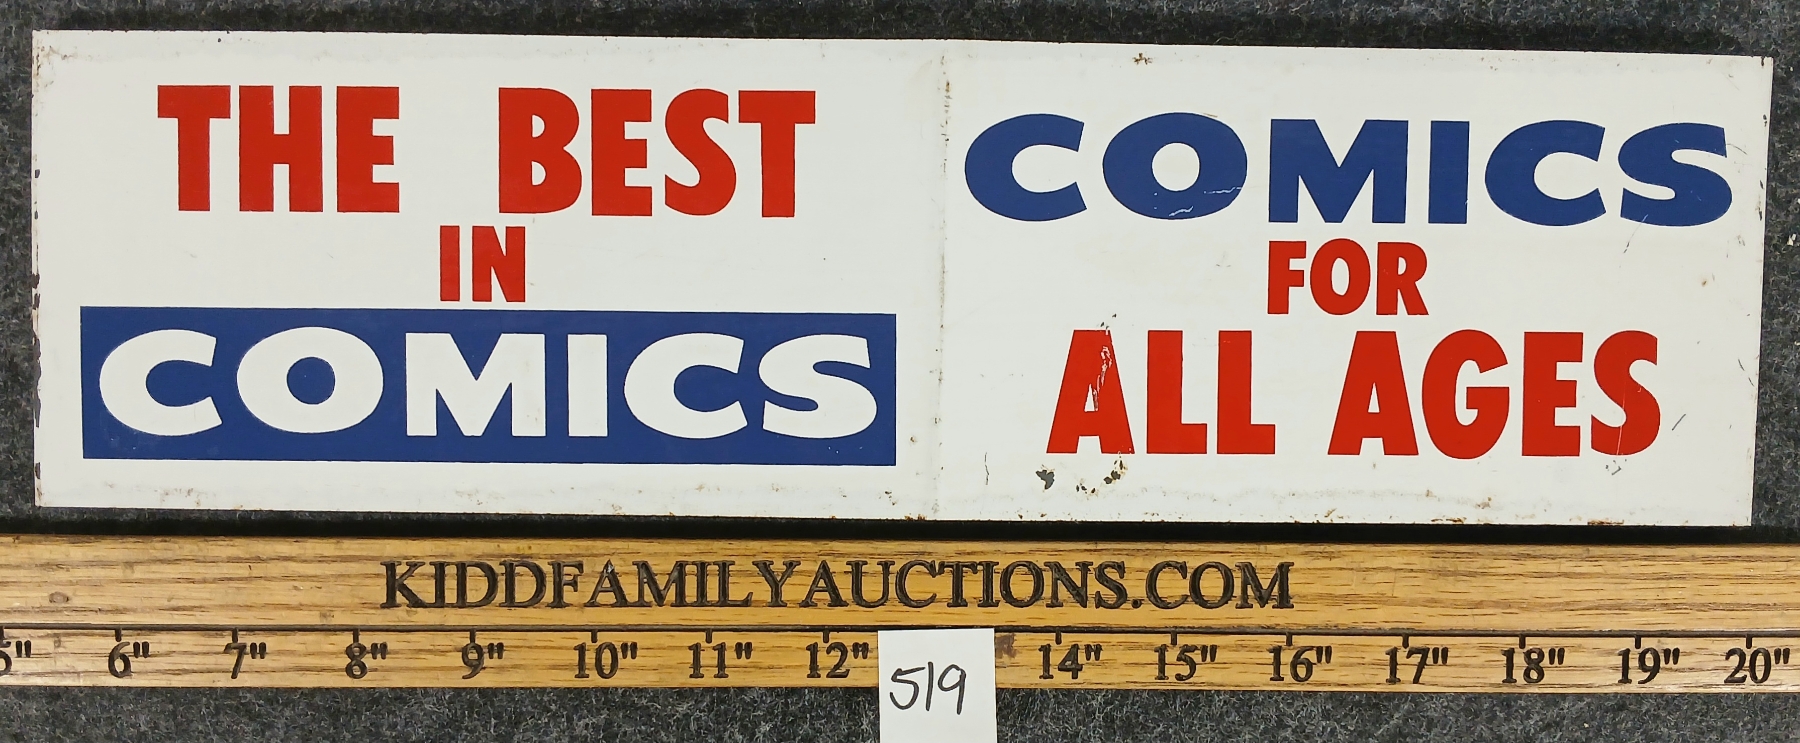 THE BEST
IN
COMICS
COMICS
FOR
ALL AGES
KIDDFAMILYAUCTIONS.COM
5" 6" 7" 8" 9" 10" 11" 12" 14" 15" 16" 17" 18" 19" 20"
519